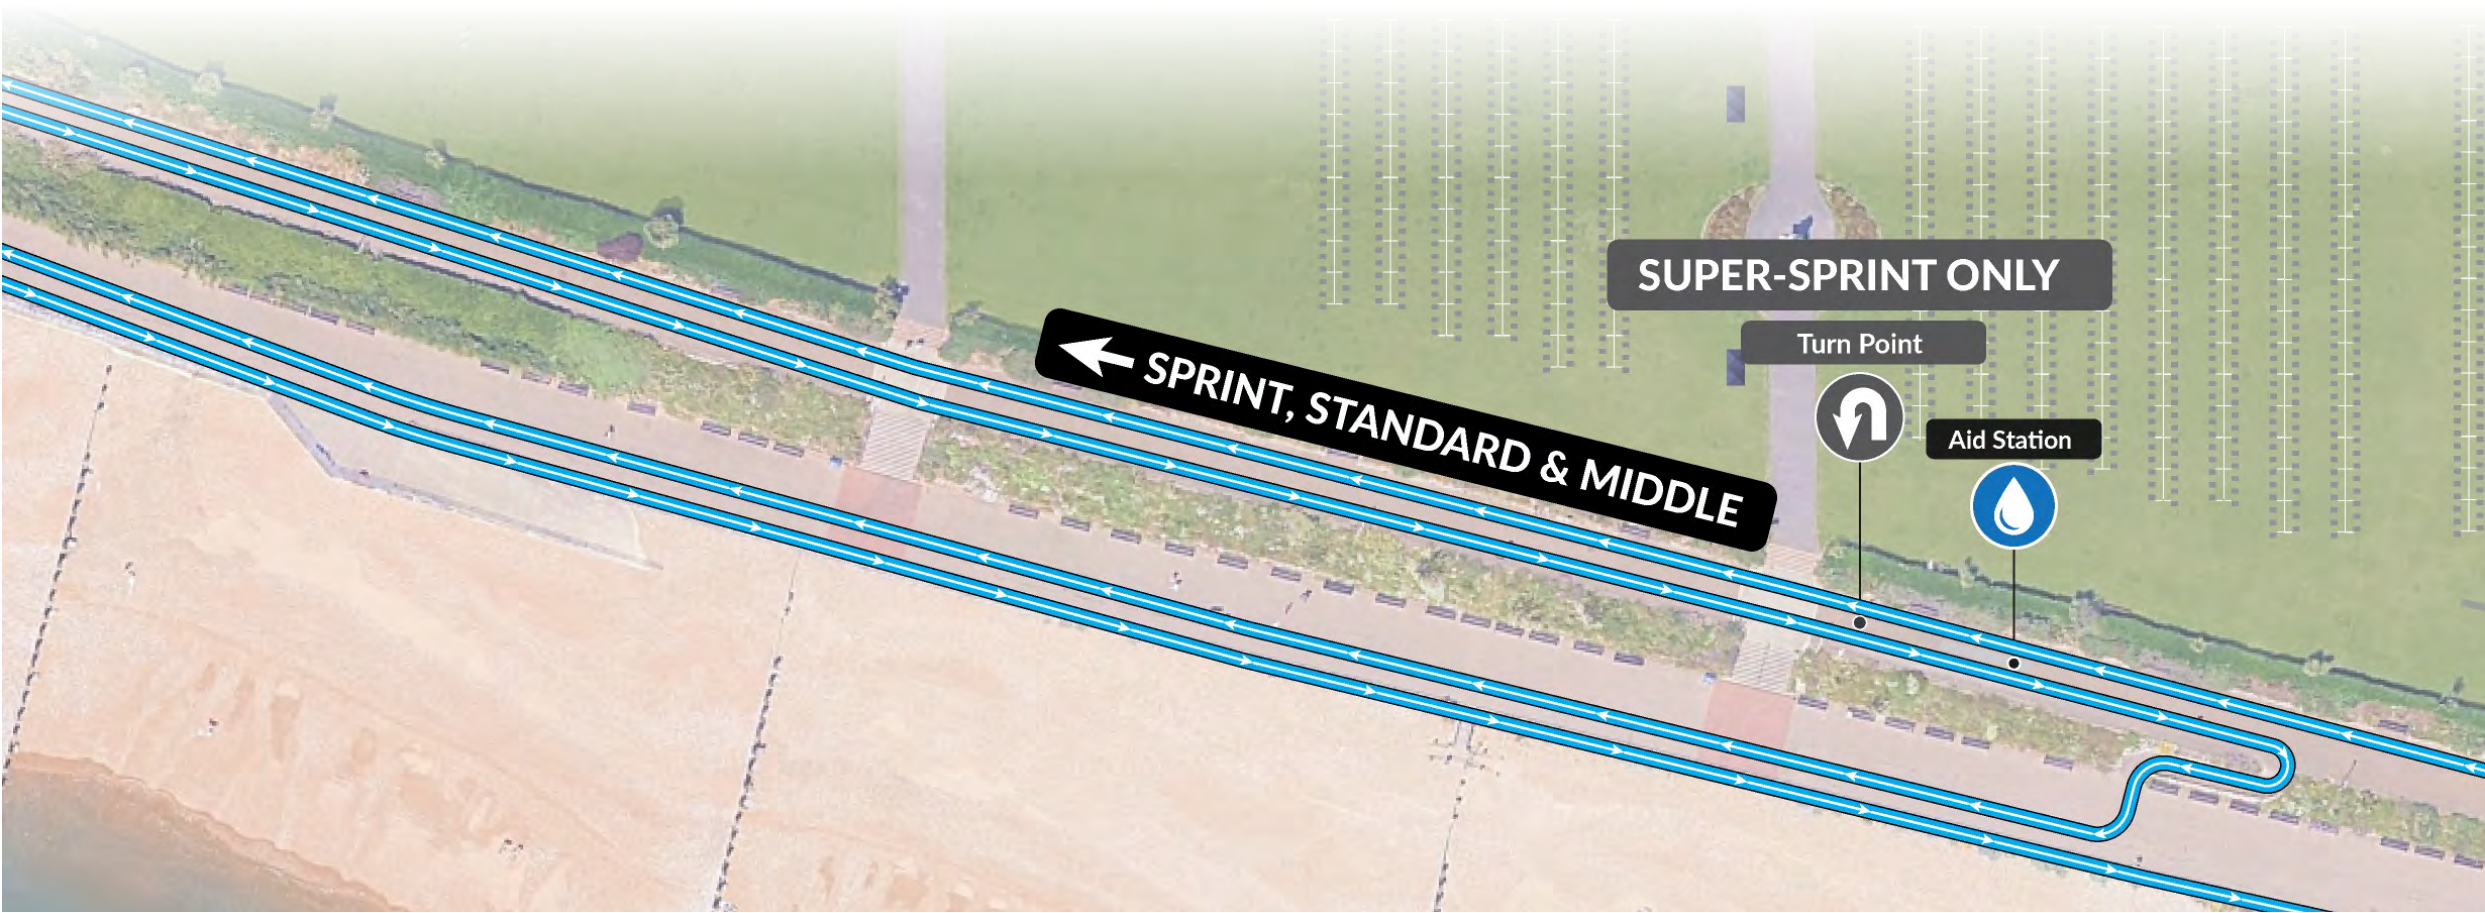 SUPER-SPRINT ONLY
Turn Point
SPRINT, STANDARD & MIDDLE
Aid Station